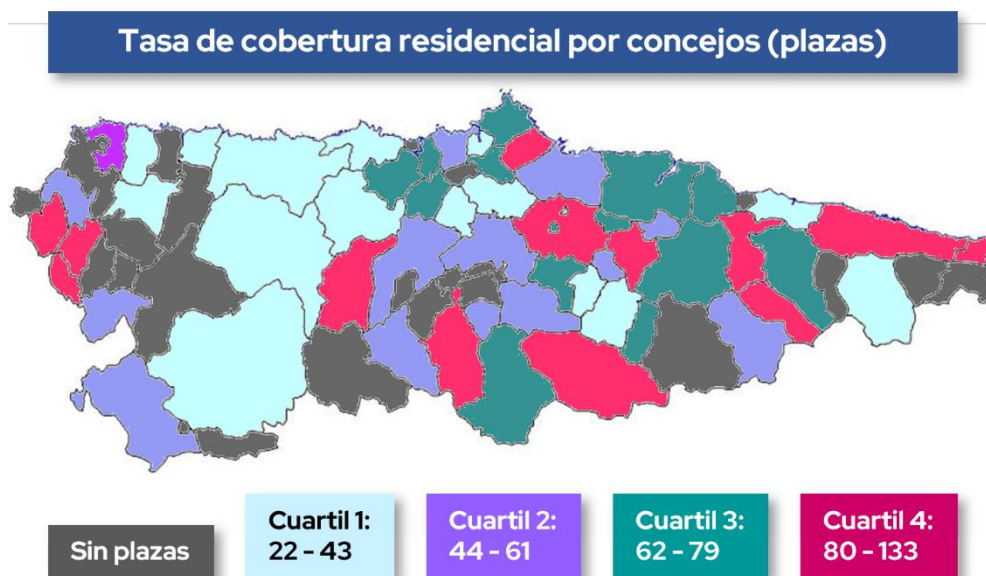 Tasa de cobertura residencial por concejos (plazas)
Sin plazas
Cuartil 1:
22 - 43
Cuartil 2:
44 - 61
Cuartil 3:
62 - 79
Cuartil 4:
80 - 133